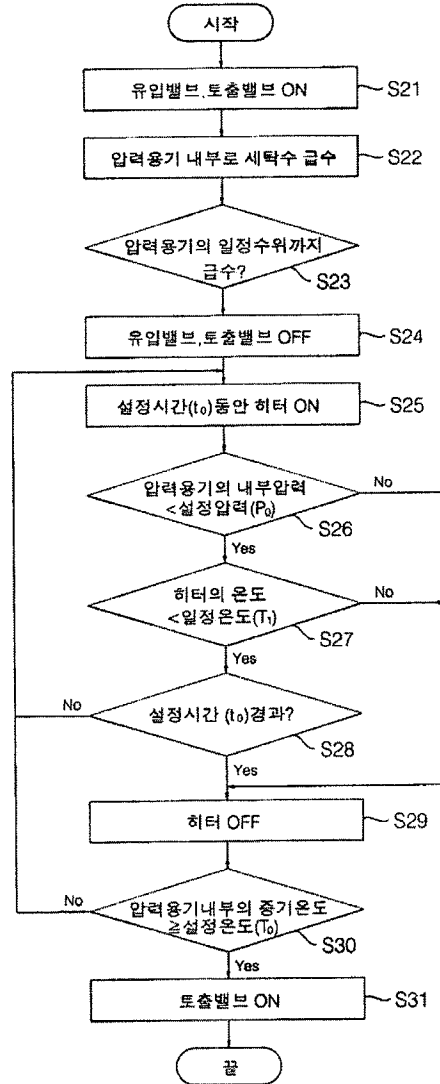 시작
유입밸브,토출밸브 ON
S21
압력용기 내부로 세탁수 급수
S22
압력용기의 일정수위까지
급수?
S23
유입밸브,토출밸브 OFF
S24
설정시간(t₀)동안 히터 ON
S25
압력용기의 내부압력
<설정압력(P₀)
No
S26
Yes
히터의 온도
<일정온도(T₁)
No
S27
Yes
설정시간 (t₀)경과?
No
S28
Yes
히터 OFF
S29
압력용기내부의 증기온도
≧설정온도(T₀)
No
S30
Yes
토출밸브 ON
S31
끝